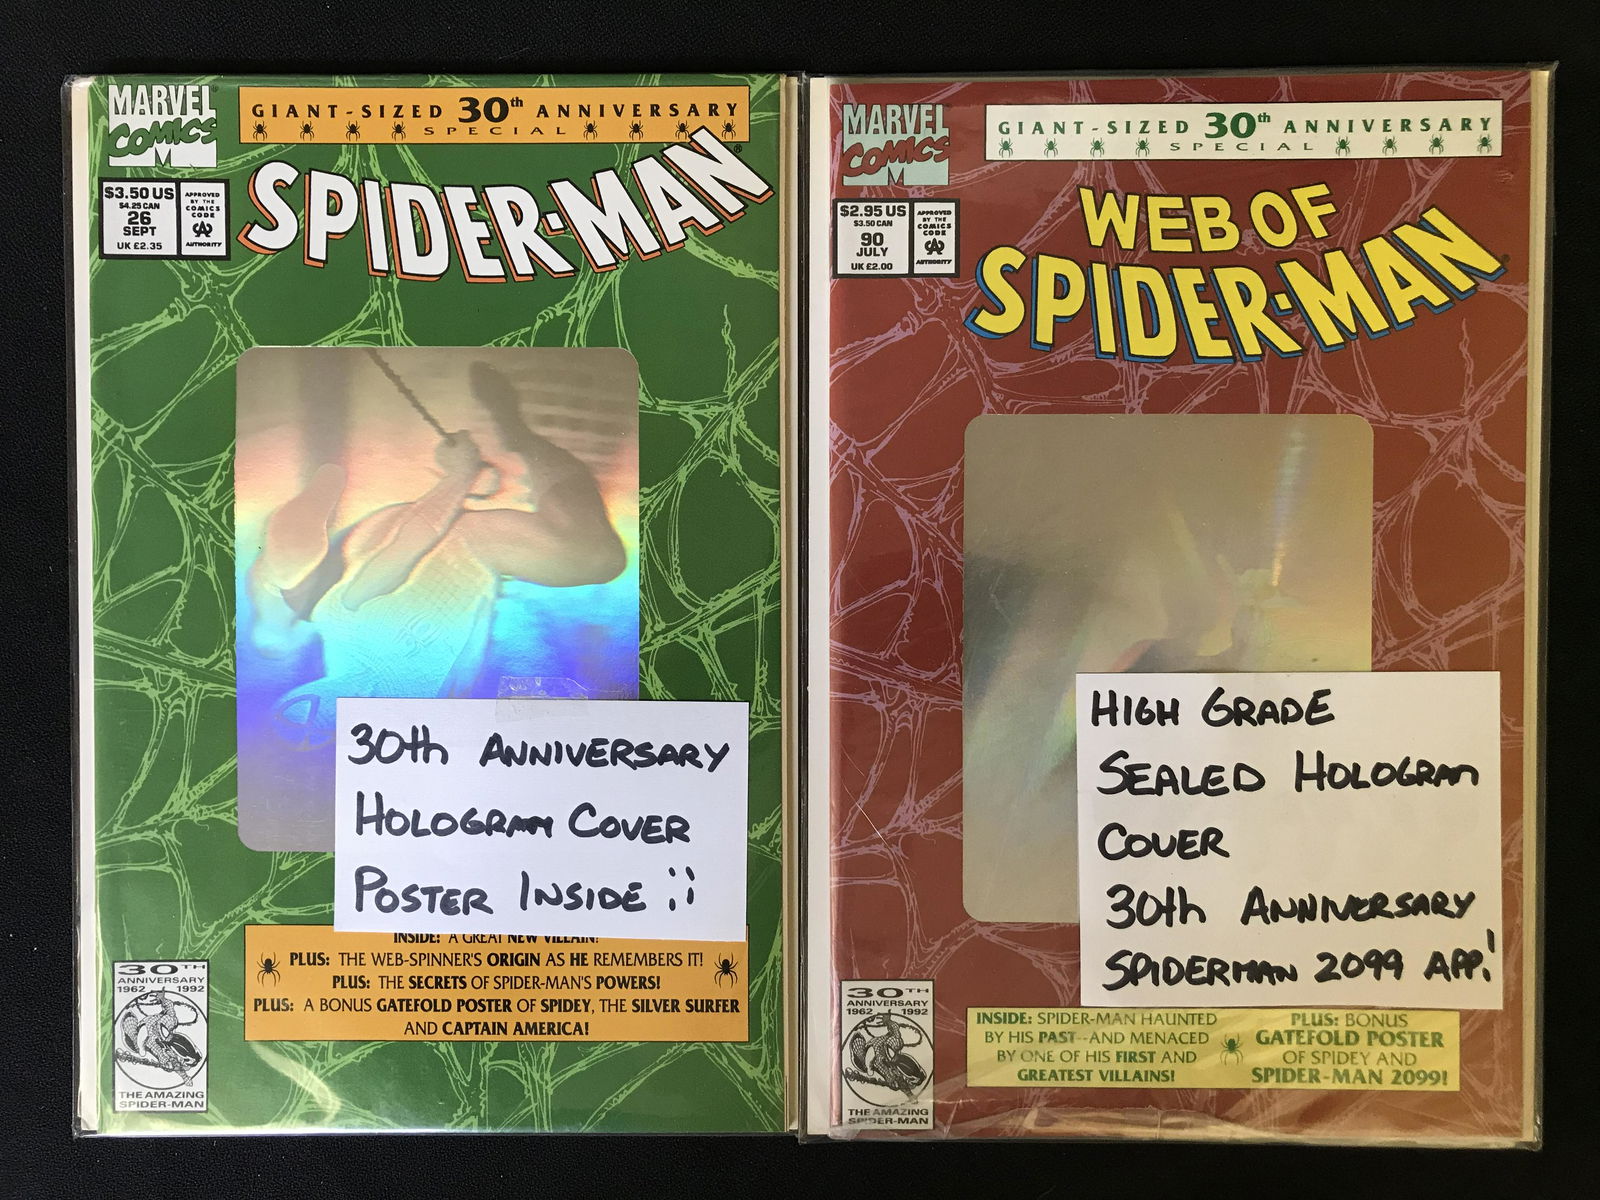 MARVEL
COMICS
GIANT-SIZED 30th ANNIVERSARY
SPECIAL
$3.50 US
$4.25 CAN
26
SEPT
UK £2.35
APPROVED
BY THE
COMICS
CODE
CA
AUTHORITY
SPIDER-MAN
30th ANNIVERSARY
HOLOGRAM COVER
POSTER INSIDE !!
INSIDE: A GREAT NEW VILLAIN!
PLUS: THE WEB-SPINNER'S ORIGIN AS HE REMEMBERS IT!
PLUS: THE SECRETS OF SPIDER-MAN'S POWERS!
PLUS: A BONUS GATEFOLD POSTER OF SPIDEY, THE SILVER SURFER
AND CAPTAIN AMERICA!
30TH
ANNIVERSARY
1962 1992
THE AMAZING
SPIDER-MAN
MARVEL
COMICS
GIANT-SIZED 30th ANNIVERSARY
SPECIAL
$2.95 US
$3.50 CAN
90
JULY
UK £2.00
APPROVED
BY THE
COMICS
CODE
CA
AUTHORITY
WEB OF
SPIDER-MAN
HIGH GRADE
SEALED HOLOGRAM
COVER
30th ANNIVERSARY
SPIDERMAN 2099 APP.!
INSIDE: SPIDER-MAN HAUNTED
BY HIS PAST--AND MENACED
BY ONE OF HIS FIRST AND
GREATEST VILLAINS!
PLUS: BONUS
GATEFOLD POSTER
OF SPIDEY AND
SPIDER-MAN 2099!
30TH
ANNIVERSARY
1962 1992
THE AMAZING
SPIDER-MAN